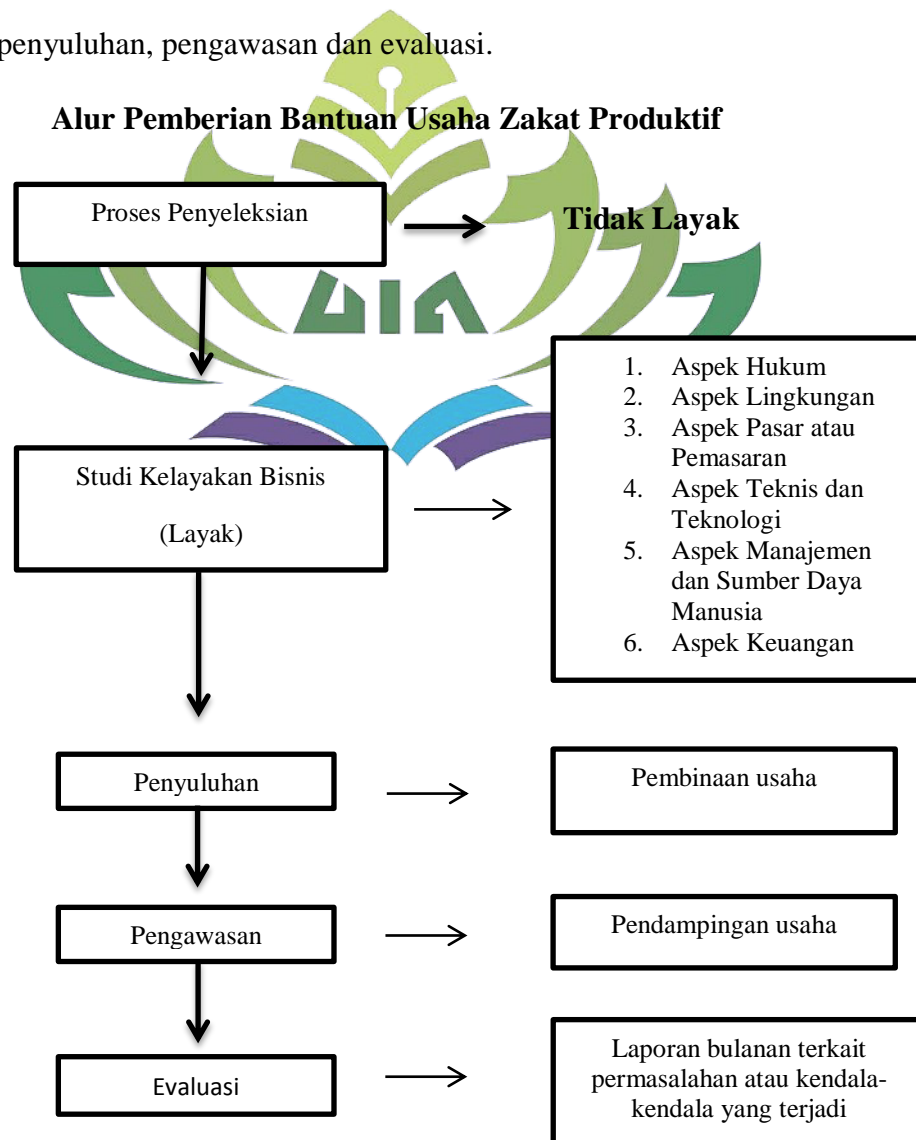 penyuluhan, pengawasan dan evaluasi.
Alur Pemberian Bantuan Usaha Zakat Produktif
Proses Penyeleksian
Tidak Layak
UIN
Studi Kelayakan Bisnis
(Layak)
1. Aspek Hukum
2. Aspek Lingkungan
3. Aspek Pasar atau
Pemasaran
4. Aspek Teknis dan
Teknologi
5. Aspek Manajemen
dan Sumber Daya
Manusia
6. Aspek Keuangan
Penyuluhan
Pembinaan usaha
Pengawasan
Pendampingan usaha
Evaluasi
Laporan bulanan terkait
permasalahan atau kendala-
kendala yang terjadi